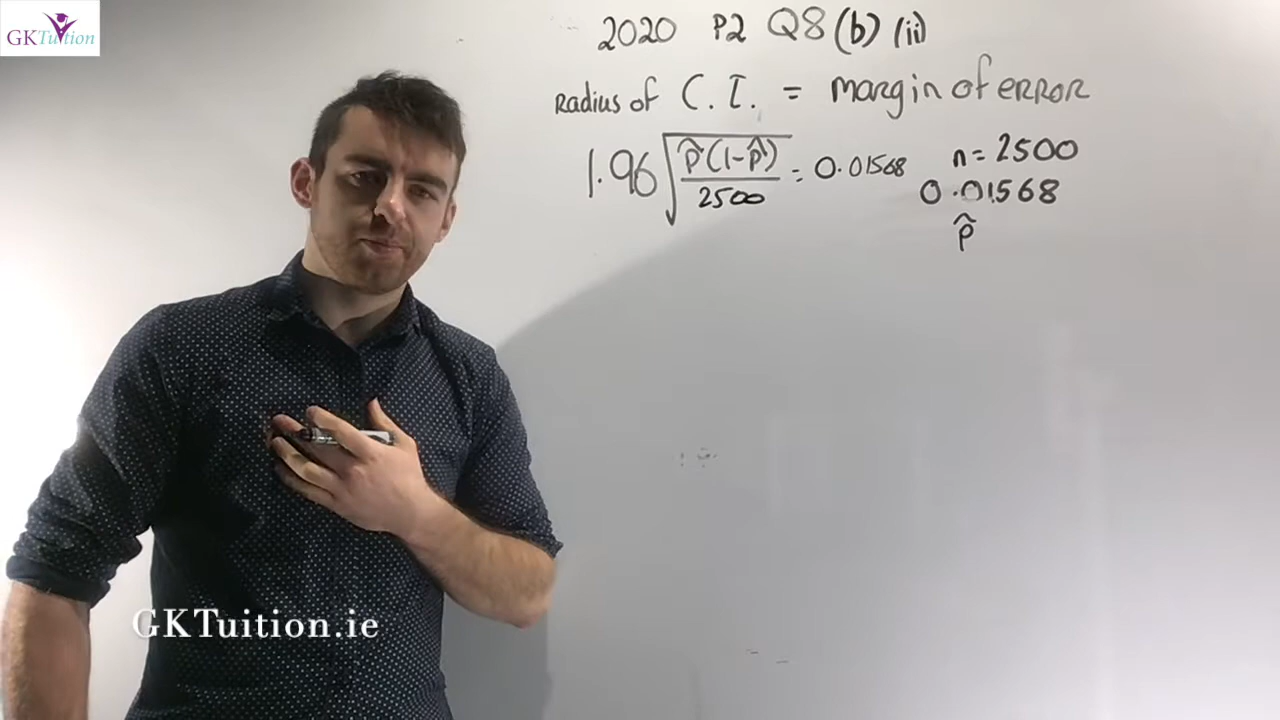 GKTuition
2020 P2 Q8 (b) (ii)
Radius of C.I. = margin of error
1.96 √(p̂(1-p̂)/2500) = 0.01568
n = 2500
0.01568
p̂
GKTuition.ie